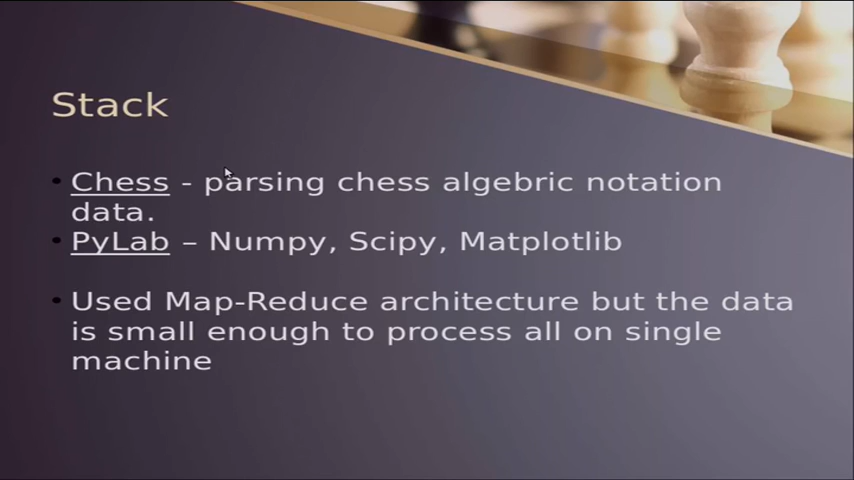 Stack
• Chess - parsing chess algebric notation
data.
• PyLab – Numpy, Scipy, Matplotlib
• Used Map-Reduce architecture but the data
is small enough to process all on single
machine